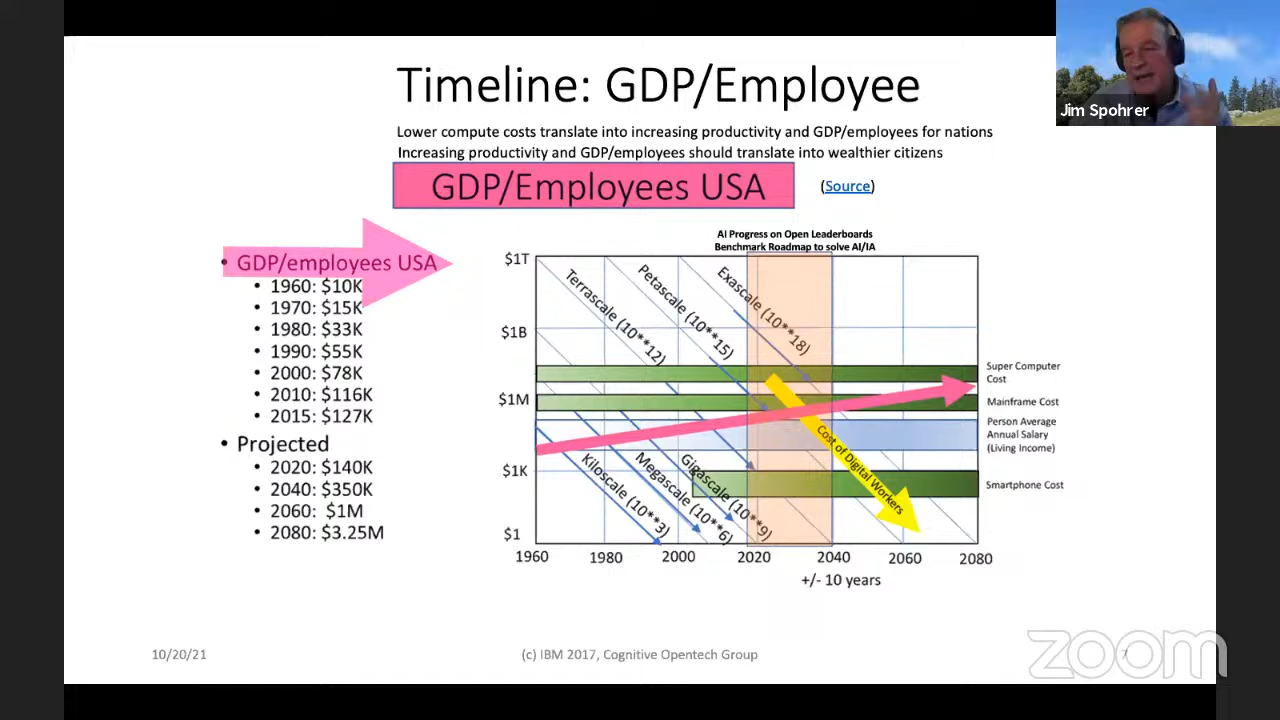 Timeline: GDP/Employee
Jim Spohrer
Lower compute costs translate into increasing productivity and GDP/employees for nations
Increasing productivity and GDP/employees should translate into wealthier citizens
GDP/Employees USA
(Source)
• GDP/employees USA
• 1960: $10K
• 1970: $15K
• 1980: $33K
• 1990: $55K
• 2000: $78K
• 2010: $116K
• 2015: $127K
• Projected
• 2020: $140K
• 2040: $350K
• 2060: $1M
• 2080: $3.25M
AI Progress on Open Leaderboards
Benchmark Roadmap to solve AI/IA
$1T
$1B
$1M
$1K
$1
Terrascale (10**12)
Petascale (10**15)
Exascale (10**18)
Kiloscale (10**3)
Megascale (10**6)
Gigascale (10**9)
Cost of Digital Workers
Super Computer
Cost
Mainframe Cost
Person Average
Annual Salary
(Living Income)
Smartphone Cost
1960 1980 2000 2020 2040 2060 2080
+/- 10 years
10/20/21
(c) IBM 2017, Cognitive Opentech Group
7
zoom